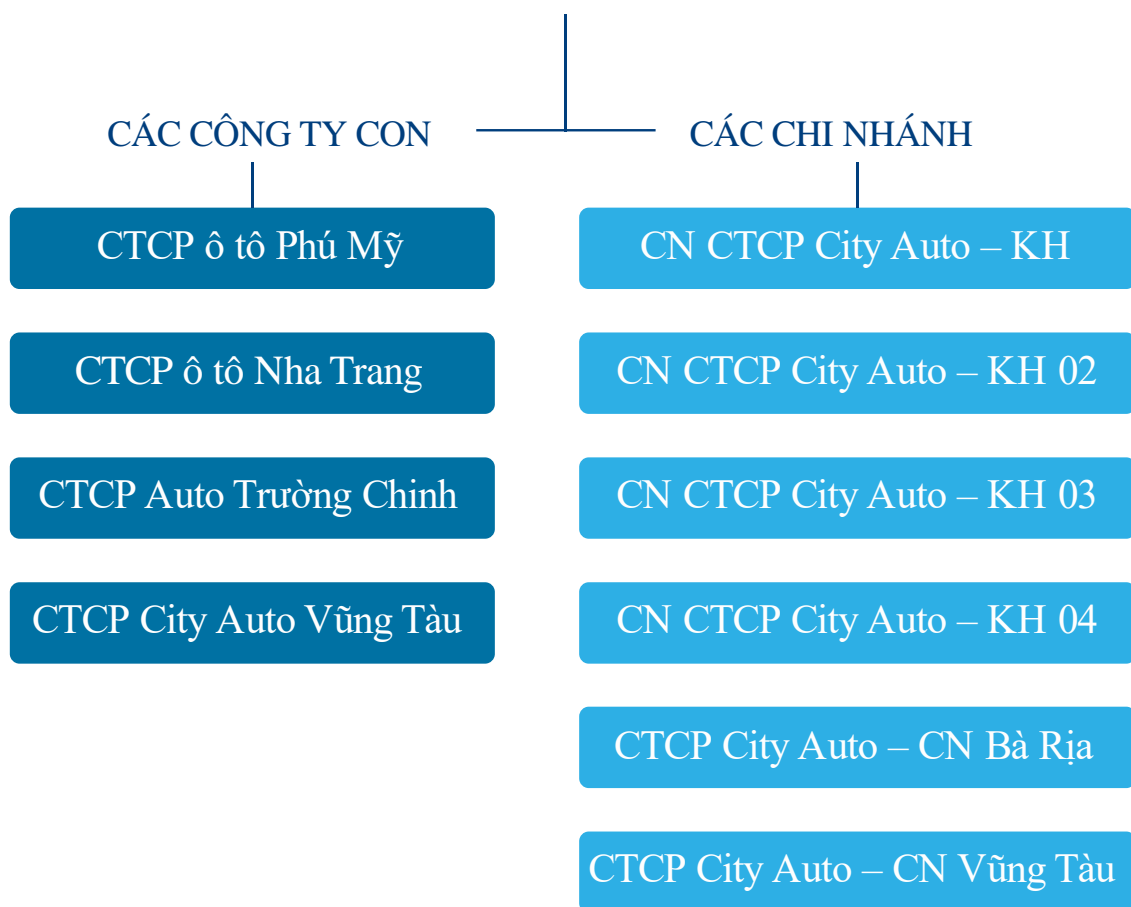 CÁC CÔNG TY CON
CÁC CHI NHÁNH
CTCP ô tô Phú Mỹ
CTCP ô tô Nha Trang
CTCP Auto Trường Chinh
CTCP City Auto Vũng Tàu
CN CTCP City Auto – KH
CN CTCP City Auto – KH 02
CN CTCP City Auto – KH 03
CN CTCP City Auto – KH 04
CTCP City Auto – CN Bà Rịa
CTCP City Auto – CN Vũng Tàu